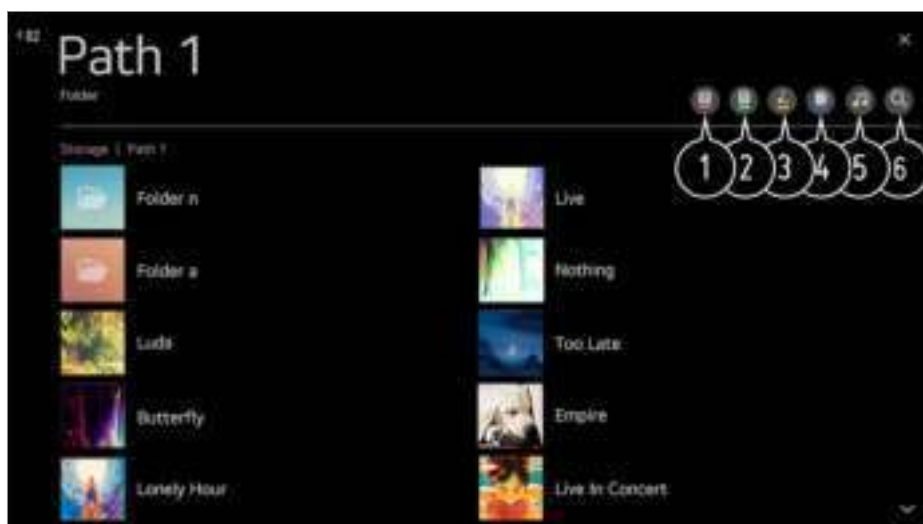 Path 1
Folder
Storage | Path 1
Folder n
Live
Folder a
Nothing
Luda
Too Late
Butterfly
Empire
Lonely Hour
Live In Concert
1 2 3 4 5 6